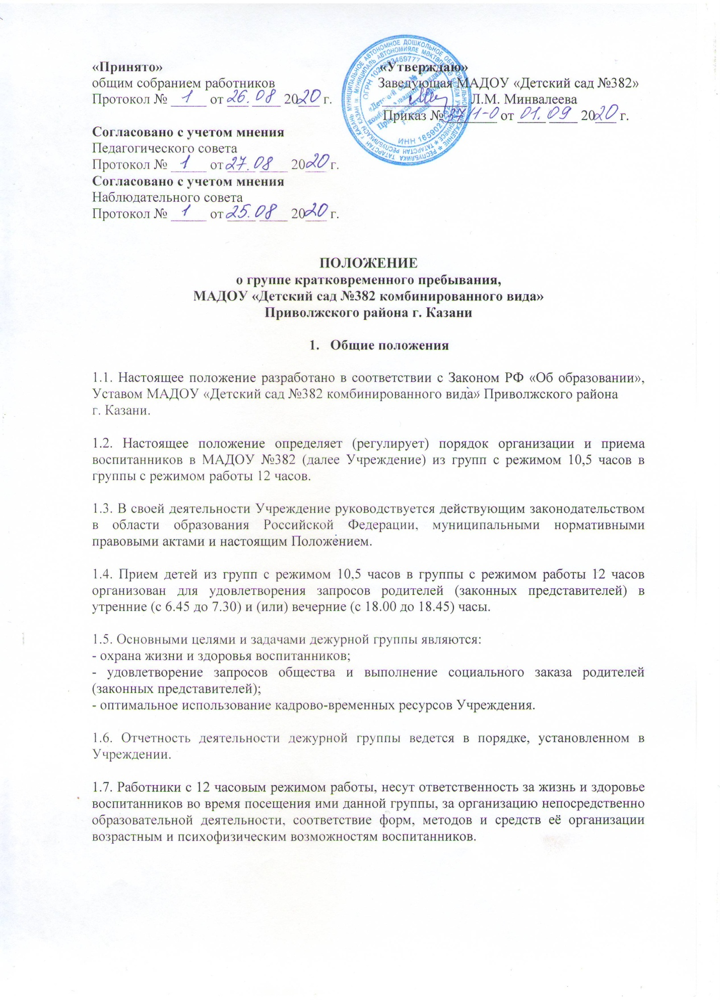 «Принято»
общим собранием работников
Протокол № 1 от 26. 08 2020 г.
«Утверждаю»
Заведующая МАДОУ «Детский сад №382»
Л.М. Минвалеева
Приказ № 37/1-О от 01. 09 2020 г.
Согласовано с учетом мнения
Педагогического совета
Протокол № 1 от 27. 08 2020 г.
Согласовано с учетом мнения
Наблюдательного совета
Протокол № 1 от 25. 08 2020 г.
ПОЛОЖЕНИЕ
о группе кратковременного пребывания,
МАДОУ «Детский сад №382 комбинированного вида»
Приволжского района г. Казани
1. Общие положения
1.1. Настоящее положение разработано в соответствии с Законом РФ «Об образовании»,
Уставом МАДОУ «Детский сад №382 комбинированного вида» Приволжского района
г. Казани.
1.2. Настоящее положение определяет (регулирует) порядок организации и приема
воспитанников в МАДОУ №382 (далее Учреждение) из групп с режимом 10,5 часов в
группы с режимом работы 12 часов.
1.3. В своей деятельности Учреждение руководствуется действующим законодательством
в области образования Российской Федерации, муниципальными нормативными
правовыми актами и настоящим Положением.
1.4. Прием детей из групп с режимом 10,5 часов в группы с режимом работы 12 часов
организован для удовлетворения запросов родителей (законных представителей) в
утренние (с 6.45 до 7.30) и (или) вечерние (с 18.00 до 18.45) часы.
1.5. Основными целями и задачами дежурной группы являются:
- охрана жизни и здоровья воспитанников;
- удовлетворение запросов общества и выполнение социального заказа родителей
(законных представителей);
- оптимальное использование кадрово-временных ресурсов Учреждения.
1.6. Отчетность деятельности дежурной группы ведется в порядке, установленном в
Учреждении.
1.7. Работники с 12 часовым режимом работы, несут ответственность за жизнь и здоровье
воспитанников во время посещения ими данной группы, за организацию непосредственно
образовательной деятельности, соответствие форм, методов и средств её организации
возрастным и психофизическим возможностям воспитанников.